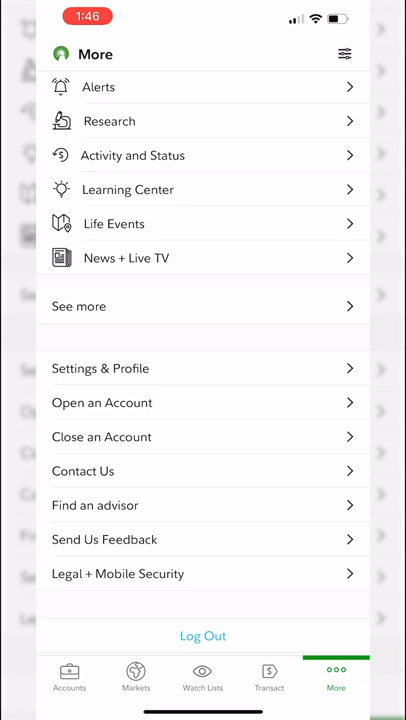 1:46
More
Alerts
Research
Activity and Status
Learning Center
Life Events
News + Live TV
See more
Settings & Profile
Open an Account
Close an Account
Contact Us
Find an advisor
Send Us Feedback
Legal + Mobile Security
Log Out
Accounts Markets Watch Lists Transact More